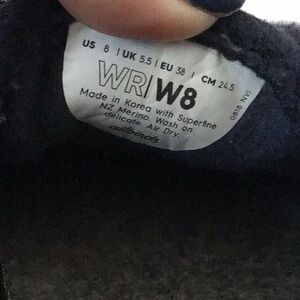 US 8 | UK 5.5 | EU 38 | CM 24.5
WR/W8
Made in Korea with Superfine
NZ Merino. Wash on
delicate. Air Dry.
allbirds